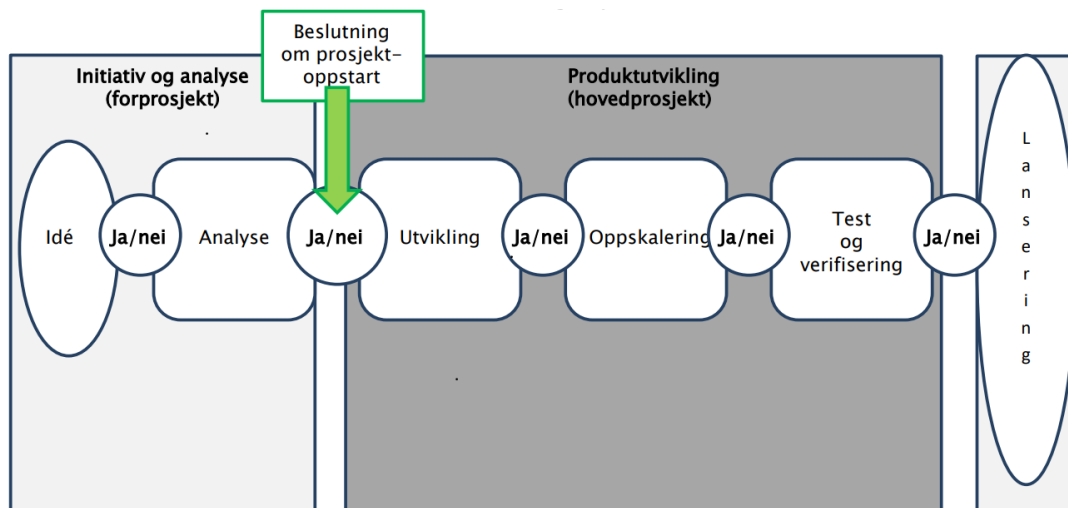 Beslutning
om prosjekt-
oppstart
Initiativ og analyse
(forprosjekt)
Produktutvikling
(hovedprosjekt)
Idé
Ja/nei
Analyse
Ja/nei
Utvikling
Ja/nei
Oppskalering
Ja/nei
Test
og
verifisering
Ja/nei
L
a
n
s
e
r
i
n
g